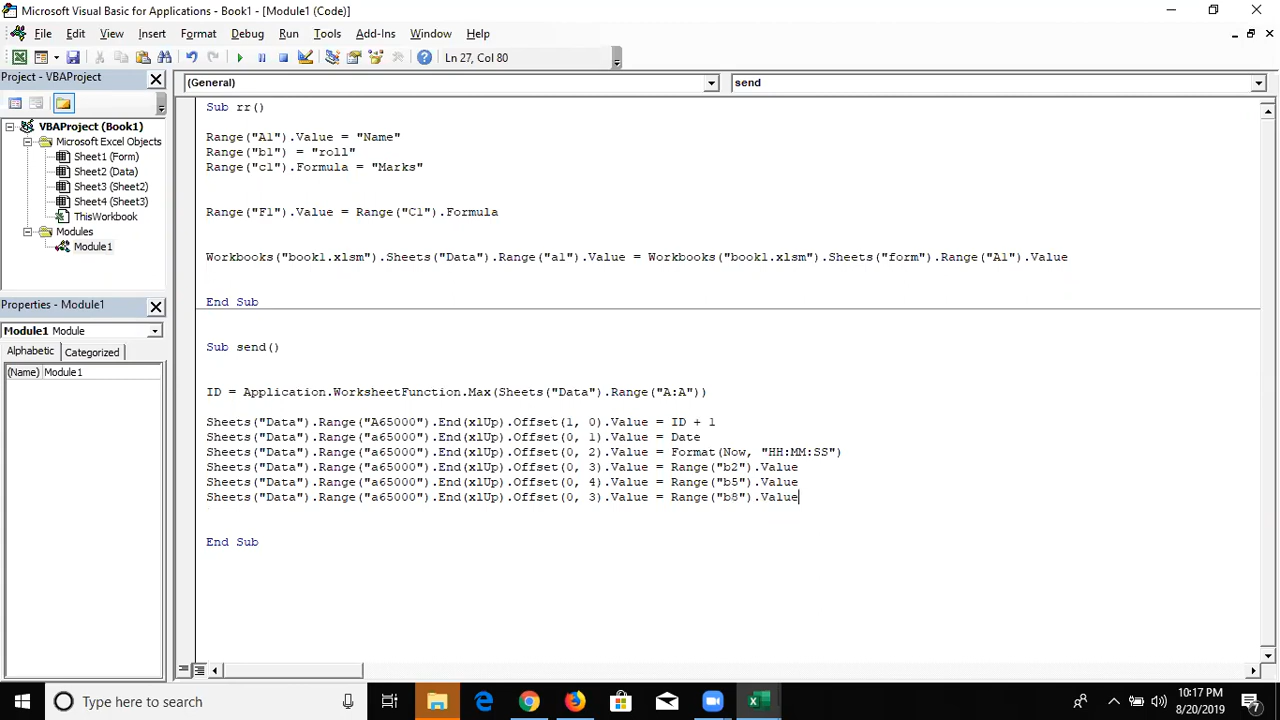 Microsoft Visual Basic for Applications - Book1 - [Module1 (Code)]
File Edit View Insert Format Debug Run Tools Add-Ins Window Help
Ln 27, Col 80
Project - VBAProject
(General)
send
VBAProject (Book1)
Microsoft Excel Objects
Sheet1 (Form)
Sheet2 (Data)
Sheet3 (Sheet2)
Sheet4 (Sheet3)
ThisWorkbook
Modules
Module1
Properties - Module1
Module1 Module
Alphabetic Categorized
(Name) Module1
Sub rr()
Range("A1").Value = "Name"
Range("b1") = "roll"
Range("c1").Formula = "Marks"
Range("F1").Value = Range("C1").Formula
Workbooks("book1.xlsm").Sheets("Data").Range("a1").Value = Workbooks("book1.xlsm").Sheets("form").Range("A1").Value
End Sub
Sub send()
ID = Application.WorksheetFunction.Max(Sheets("Data").Range("A:A"))
Sheets("Data").Range("A65000").End(xlUp).Offset(1, 0).Value = ID + 1
Sheets("Data").Range("a65000").End(xlUp).Offset(0, 1).Value = Date
Sheets("Data").Range("a65000").End(xlUp).Offset(0, 2).Value = Format(Now, "HH:MM:SS")
Sheets("Data").Range("a65000").End(xlUp).Offset(0, 3).Value = Range("b2").Value
Sheets("Data").Range("a65000").End(xlUp).Offset(0, 4).Value = Range("b5").Value
Sheets("Data").Range("a65000").End(xlUp).Offset(0, 3).Value = Range("b8").Value
End Sub
Type here to search
10:17 PM
8/20/2019
7